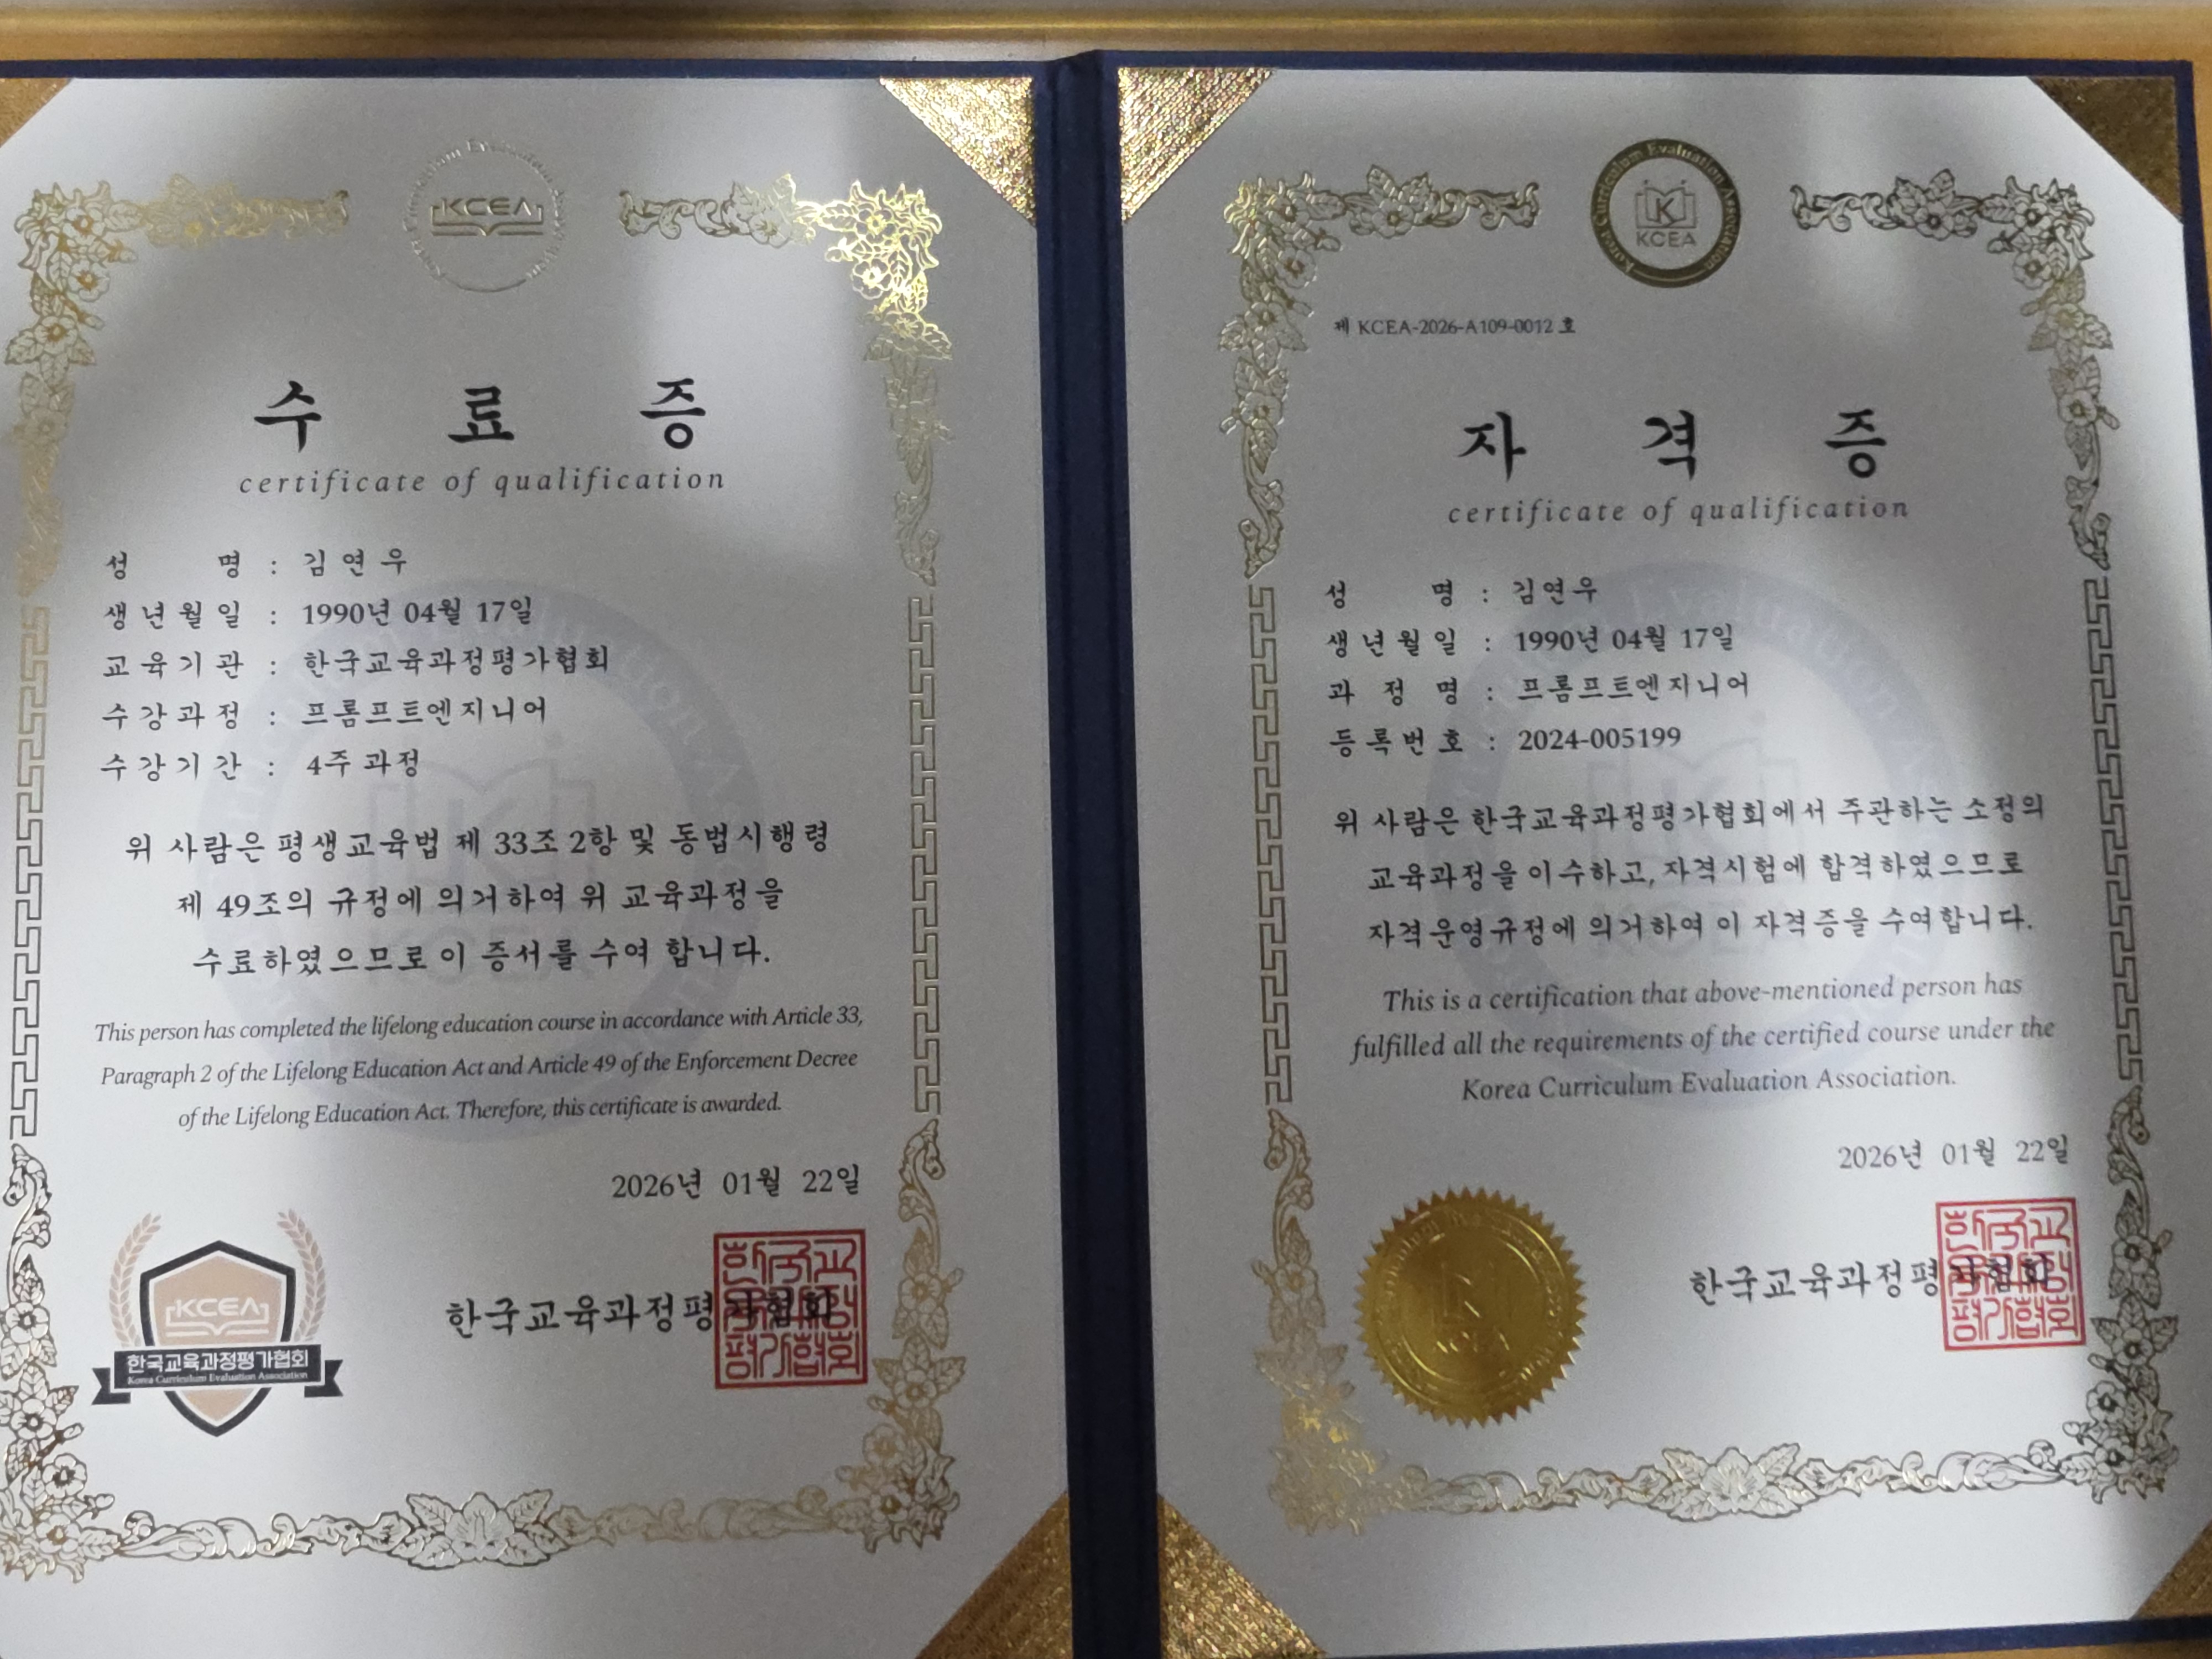 KCEA
수 료 증
certificate of qualification
성 명 : 김연우
생년월일 : 1990년 04월 17일
교육기관 : 한국교육과정평가협회
수강과정 : 프롬프트엔지니어
수강기간 : 4주 과정
위 사람은 평생교육법 제 33조 2항 및 동법시행령
제 49조의 규정에 의거하여 위 교육과정을
수료하였으므로 이 증서를 수여 합니다.
This person has completed the lifelong education course in accordance with Article 33,
Paragraph 2 of the Lifelong Education Act and Article 49 of the Enforcement Decree
of the Lifelong Education Act. Therefore, this certificate is awarded.
2026년 01월 22일
KCEA
한국교육과정평가협회
Korea Curriculum Evaluation Association
한국교육과정평가협회
Korea Curriculum Evaluation Association
K
KCEA
제 KCEA-2026-A109-0012 호
자 격 증
certificate of qualification
성 명 : 김연우
생년월일 : 1990년 04월 17일
과 정 명 : 프롬프트엔지니어
등록번호 : 2024-005199
위 사람은 한국교육과정평가협회에서 주관하는 소정의
교육과정을 이수하고, 자격시험에 합격하였으므로
자격운영규정에 의거하여 이 자격증을 수여합니다.
This is a certification that above-mentioned person has
fulfilled all the requirements of the certified course under the
Korea Curriculum Evaluation Association.
2026년 01월 22일
한국교육과정평가협회